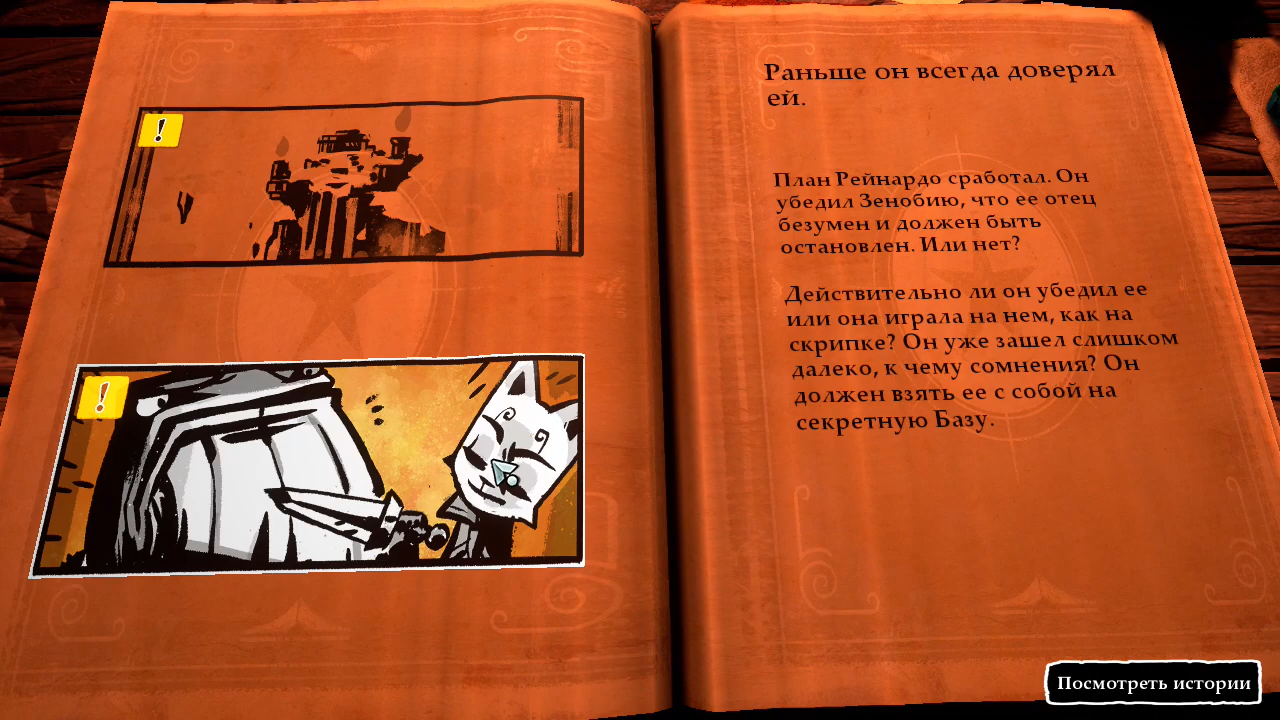 !
!
Раньше он всегда доверял
ей.
План Рейнардо сработал. Он
убедил Зенобию, что ее отец
безумен и должен быть
остановлен. Или нет?
Действительно ли он убедил ее
или она играла на нем, как на
скрипке? Он уже зашел слишком
далеко, к чему сомнения? Он
должен взять ее с собой на
секретную Базу.
Посмотреть истории